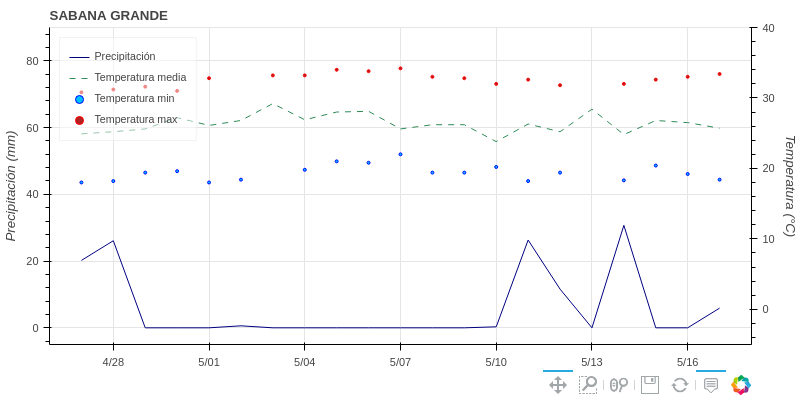 SABANA GRANDE
Precipitación
Temperatura media
Temperatura min
Temperatura max
Precipitación (mm)
80
60
40
20
0
Temperatura (°C)
40
30
20
10
0
4/28
5/01
5/04
5/07
5/10
5/13
5/16